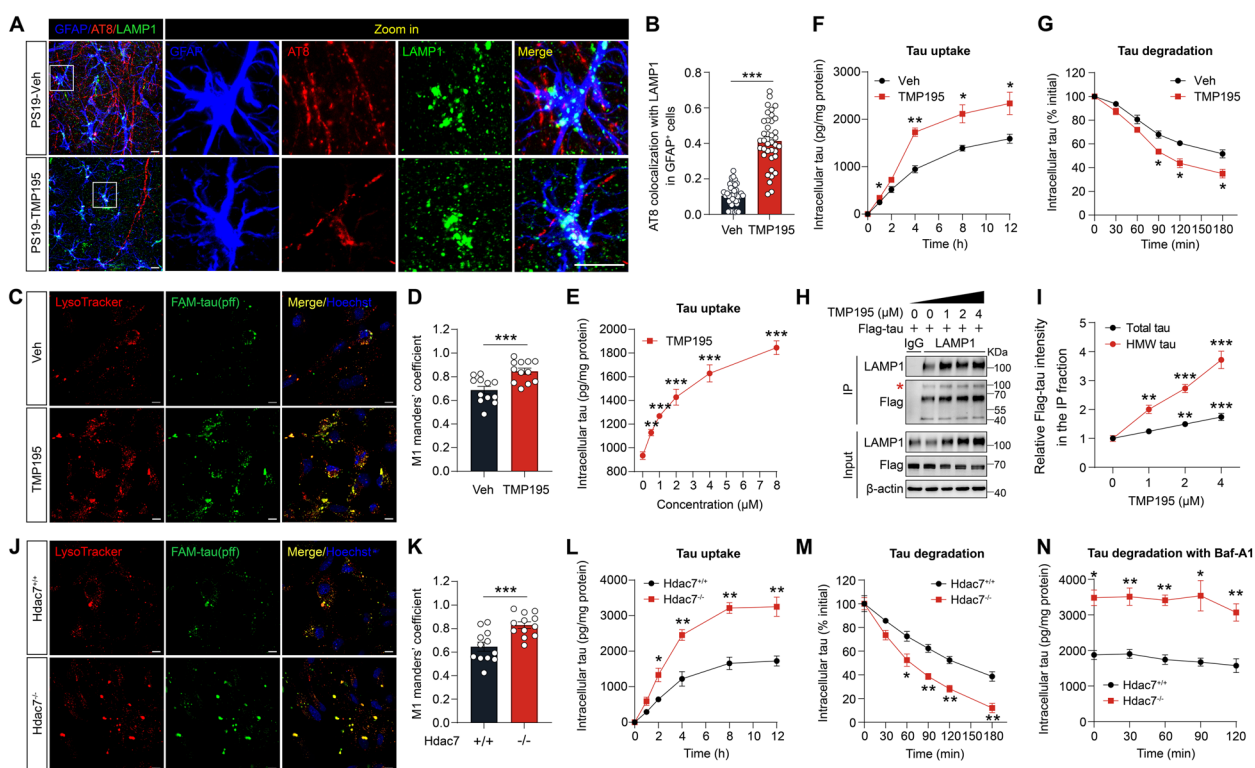 A
GFAP/AT8/LAMP1
Zoom in
GFAP
AT8
LAMP1
Merge
PS19-Veh
PS19-TMP195
B
***
AT8 colocalization with LAMP1
in GFAP⁺ cells
0.8
0.6
0.4
0.2
0.0
Veh TMP195
F
Tau uptake
Veh
TMP195
Intracellular tau (pg/mg protein)
3000
2000
1000
0
* ** * *
0 2 4 6 8 10 12
Time (h)
G
Tau degradation
Veh
TMP195
Intracellular tau (% initial)
120
100
80
60
40
20
0
* * *
0 30 60 90 120 150 180
Time (min)
C
LysoTracker
FAM-tau(pff)
Merge/Hoechst
Veh
TMP195
D
***
M1 manders' coefficient
1.2
1.0
0.8
0.6
0.4
0.2
0.0
Veh TMP195
E
Tau uptake
TMP195
Intracellular tau (pg/mg protein)
2000
1800
1600
1400
1200
1000
800
** *** *** *** ***
0 1 2 3 4 5 6 7 8
Concentration (μM)
H
TMP195 (μM) 0 0 1 2 4
Flag-tau + + + + +
IgG LAMP1
KDa
IP
LAMP1
100
*
Flag
100
70
55
40
Input
LAMP1
100
Flag
70
β-actin
40
I
Total tau
HMW tau
Relative Flag-tau intensity
in the IP fraction
5
4
3
2
1
0
** *** ***
** ***
0 1 2 4
TMP195 (μM)
J
LysoTracker
FAM-tau(pff)
Merge/Hoechst+
Hdac7+/+
Hdac7-/-
K
***
M1 manders' coefficient
1.2
1.0
0.8
0.6
0.4
0.2
0.0
Hdac7 +/+ -/-
L
Tau uptake
Hdac7+/+
Hdac7-/-
Intracellular tau (pg/mg protein)
4000
3000
2000
1000
0
* ** ** **
0 2 4 6 8 10 12
Time (h)
M
Tau degradation
Hdac7+/+
Hdac7-/-
Intracellular tau (% initial)
120
100
80
60
40
20
0
* ** ** **
0 30 60 90 120 150 180
Time (min)
N
Tau degradation with Baf-A1
Intracellular tau (pg/mg protein)
4000
3000
2000
1000
0
* ** ** * **
Hdac7+/+
Hdac7-/-
0 30 60 90 120
Time (min)